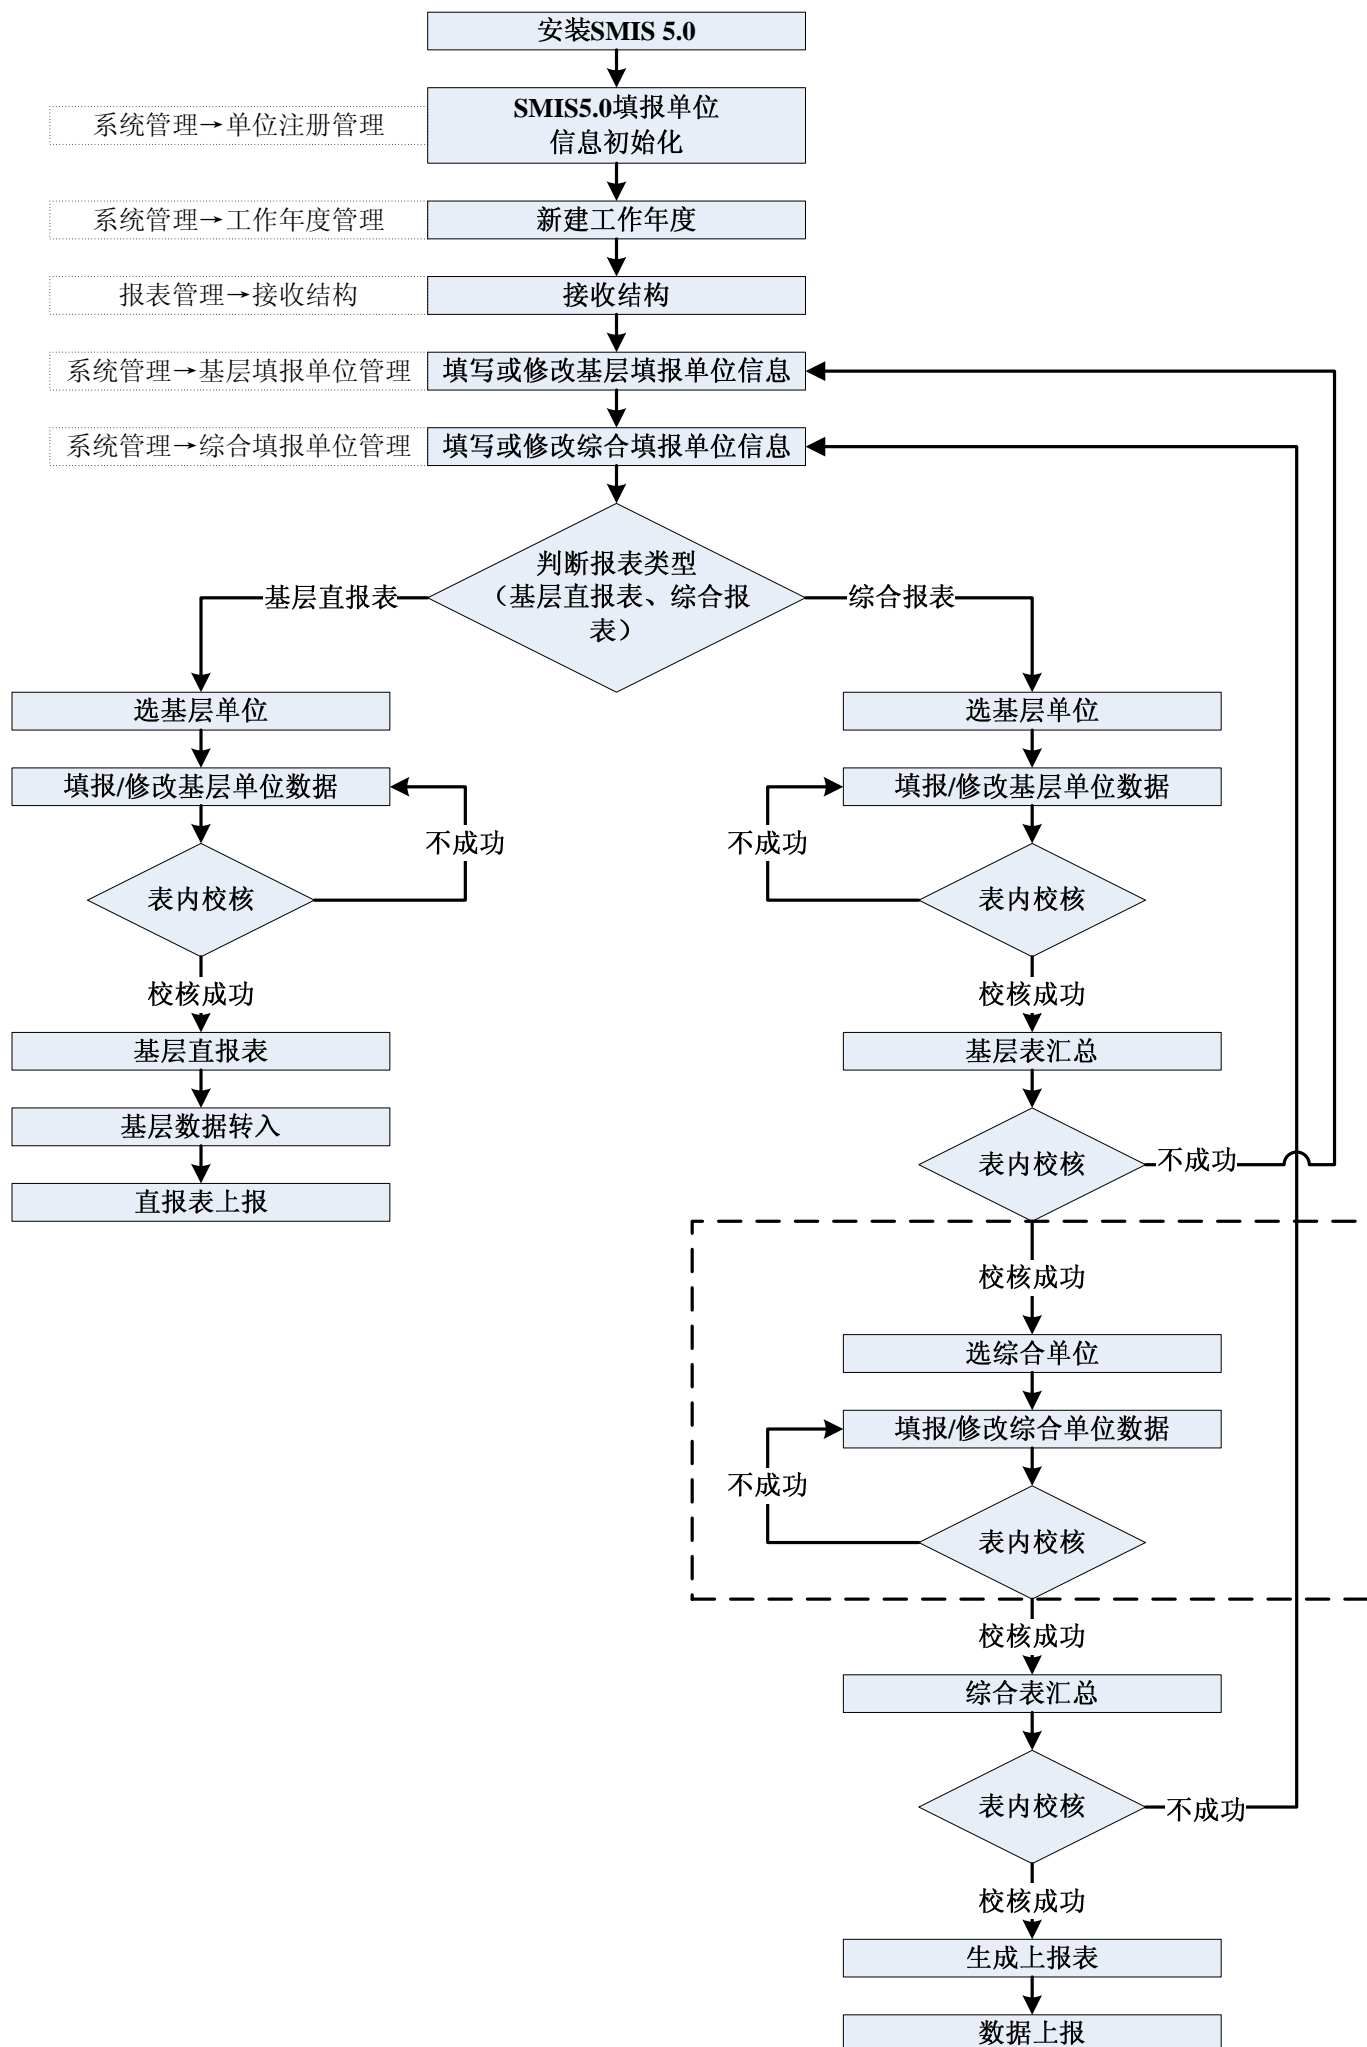 安装SMIS 5.0
系统管理→单位注册管理
SMIS5.0填报单位
信息初始化
系统管理→工作年度管理
新建工作年度
报表管理→接收结构
接收结构
系统管理→基层填报单位管理
填写或修改基层填报单位信息
系统管理→综合填报单位管理
填写或修改综合填报单位信息
判断报表类型
（基层直报表、综合报
表）
基层直报表
综合报表
选基层单位
填报/修改基层单位数据
不成功
表内校核
校核成功
基层直报表
基层数据转入
直报表上报
选基层单位
填报/修改基层单位数据
不成功
表内校核
校核成功
基层表汇总
表内校核
不成功
校核成功
选综合单位
填报/修改综合单位数据
不成功
表内校核
校核成功
综合表汇总
表内校核
不成功
校核成功
生成上报表
数据上报